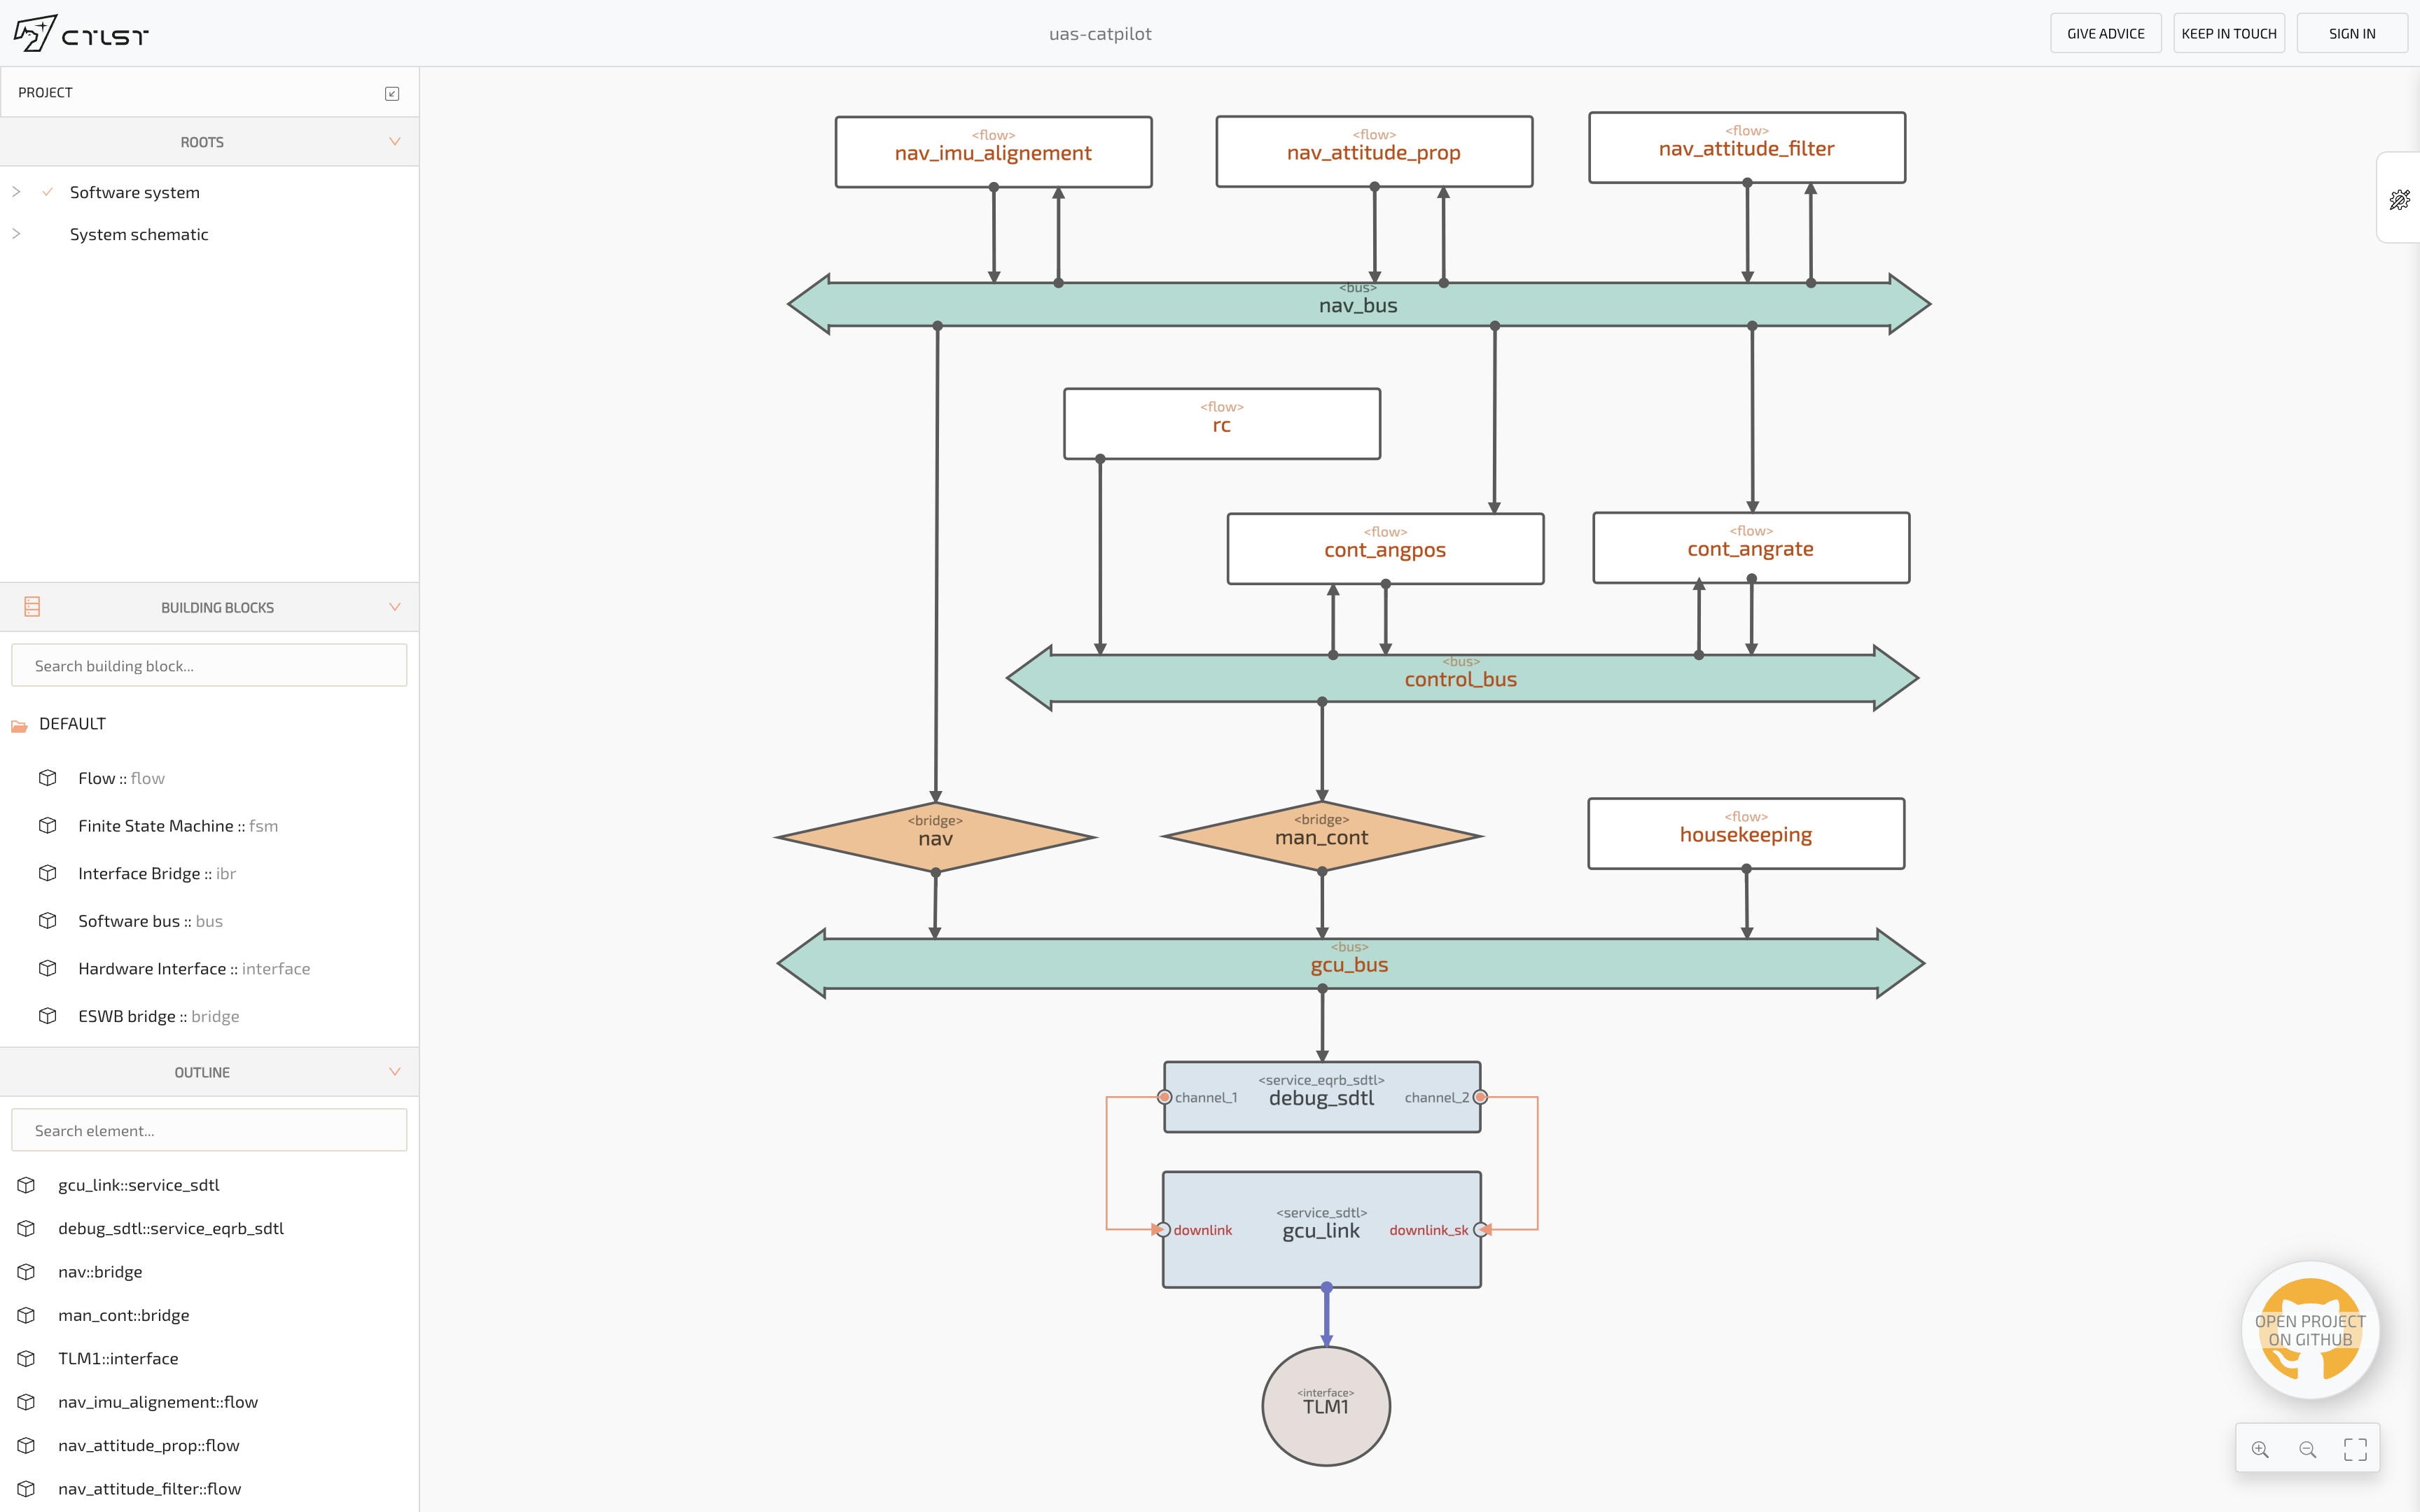 CTLST
uas-catpilot
GIVE ADVICE
KEEP IN TOUCH
SIGN IN
PROJECT
ROOTS
Software system
System schematic
BUILDING BLOCKS
Search building block...
DEFAULT
Flow :: flow
Finite State Machine :: fsm
Interface Bridge :: ibr
Software bus :: bus
Hardware Interface :: interface
ESWB bridge :: bridge
OUTLINE
Search element...
gcu_link::service_sdtl
debug_sdtl::service_eqrb_sdtl
nav::bridge
man_cont::bridge
TLM1::interface
nav_imu_alignement::flow
nav_attitude_prop::flow
nav_attitude_filter::flow
<flow>
nav_imu_alignement
<flow>
nav_attitude_prop
<flow>
nav_attitude_filter
<bus>
nav_bus
<flow>
rc
<flow>
cont_angpos
<flow>
cont_angrate
<bus>
control_bus
<bridge>
nav
<bridge>
man_cont
<flow>
housekeeping
<bus>
gcu_bus
<service_eqrb_sdtl>
channel_1
debug_sdtl
channel_2
<service_sdtl>
downlink
gcu_link
downlink_sk
<interface>
TLM1
OPEN PROJECT
ON GITHUB